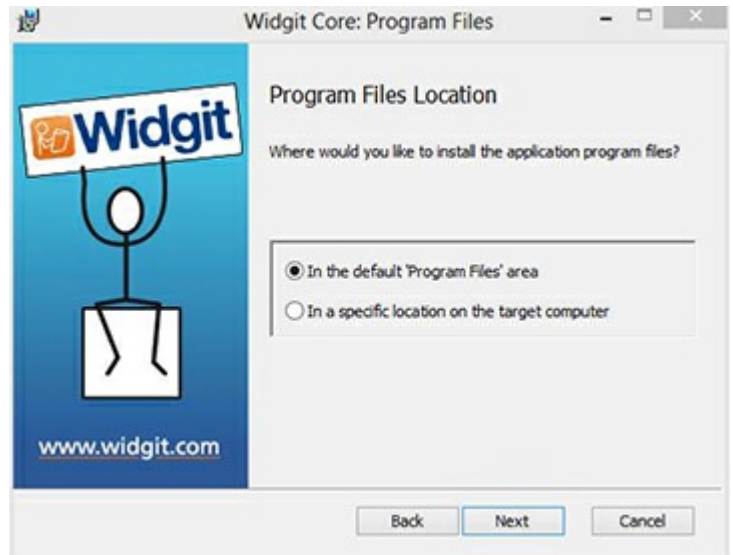 Widgit Core: Program Files
Widgit
www.widgit.com
Program Files Location
Where would you like to install the application program files?
In the default 'Program Files' area
In a specific location on the target computer
Back
Next
Cancel